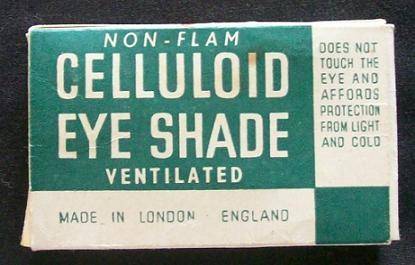 NON-FLAM
CELLULOID
EYE SHADE
VENTILATED
MADE IN LONDON ENGLAND
DOES NOT
TOUCH THE
EYE AND
AFFORDS
PROTECTION
FROM LIGHT
AND COLD